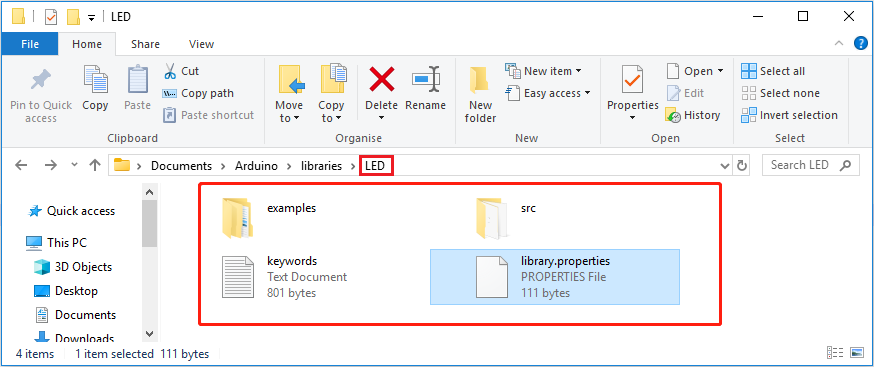 LED
File Home Share View
Pin to Quick access
Copy
Paste
Cut
Copy path
Paste shortcut
Clipboard
Move to
Copy to
Delete
Rename
Organise
New folder
New item
Easy access
New
Properties
Open
Edit
History
Open
Select all
Select none
Invert selection
Select
Documents Arduino libraries LED
Search LED
Quick access
This PC
3D Objects
Desktop
Documents
Downloads
examples
src
keywords
Text Document
801 bytes
library.properties
PROPERTIES File
111 bytes
4 items 1 item selected 111 bytes